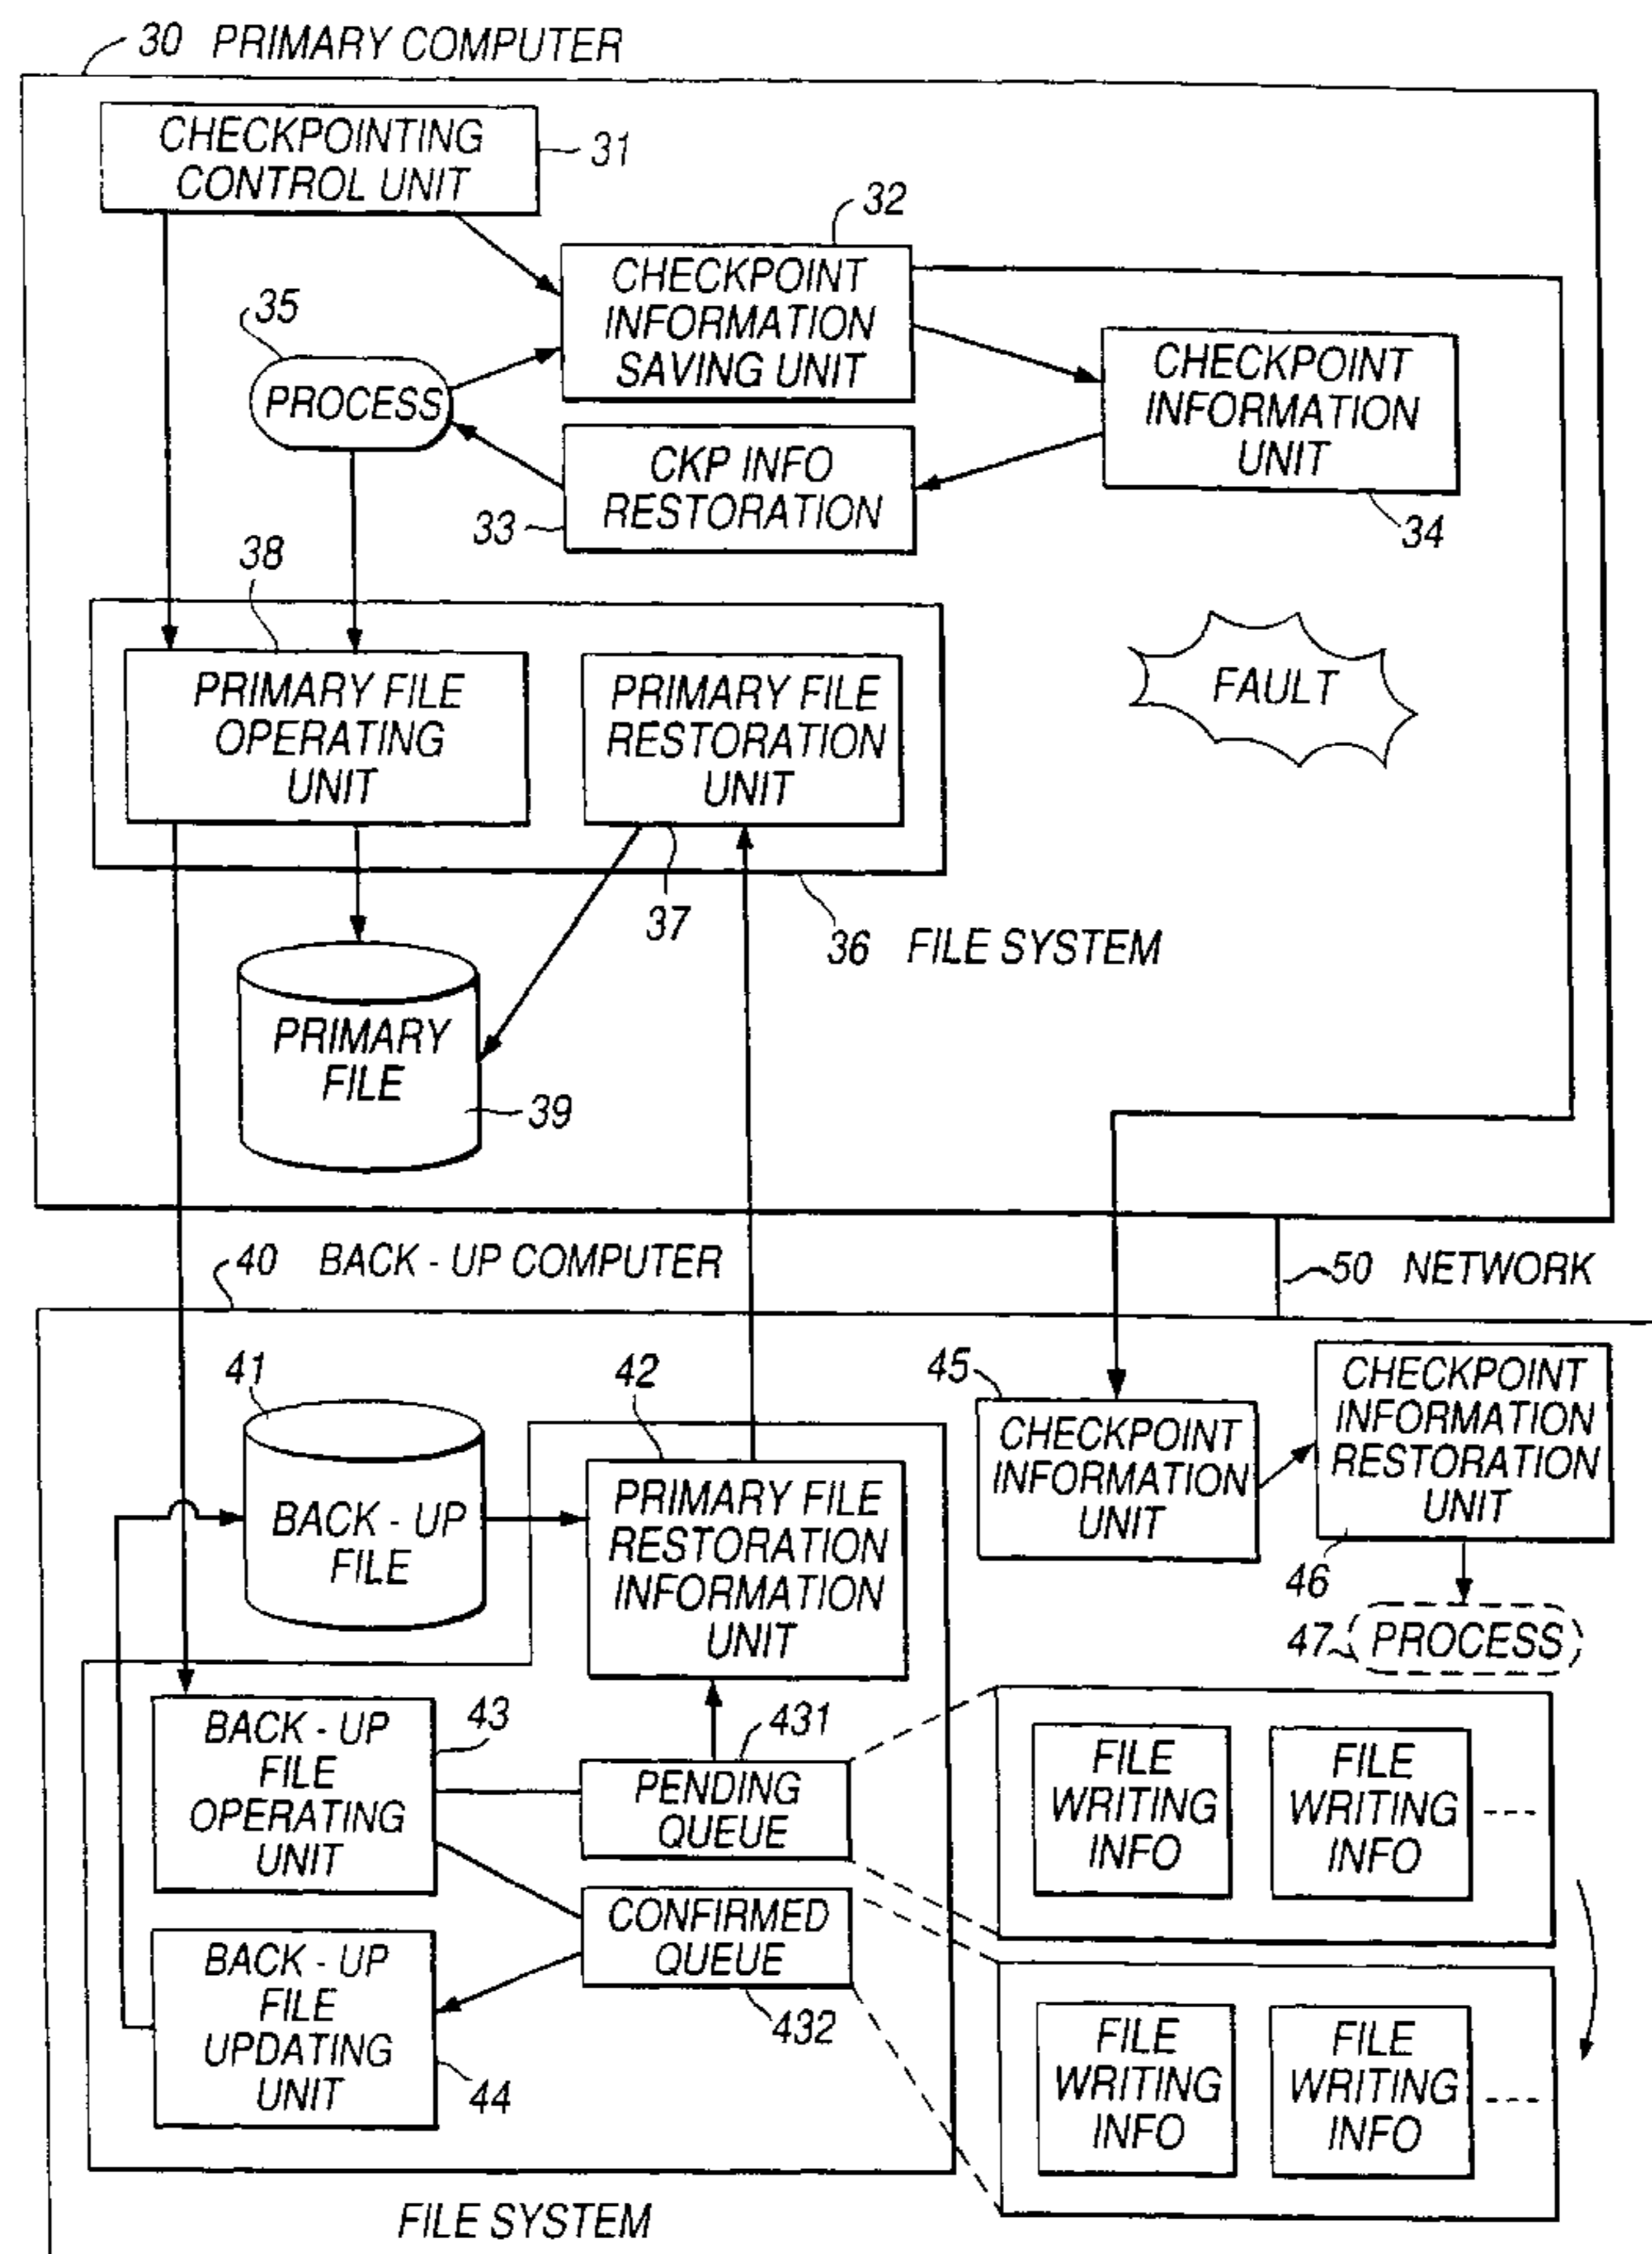 30 PRIMARY COMPUTER
CHECKPOINTING
CONTROL UNIT
31
32
CHECKPOINT
INFORMATION
SAVING UNIT
35
PROCESS
CHECKPOINT
INFORMATION
UNIT
34
CKP INFO
RESTORATION
33
38
PRIMARY FILE
OPERATING
UNIT
PRIMARY FILE
RESTORATION
UNIT
FAULT
37
36 FILE SYSTEM
PRIMARY
FILE
39
40 BACK - UP COMPUTER
50 NETWORK
41
BACK - UP
FILE
42
PRIMARY FILE
RESTORATION
INFORMATION
UNIT
45
CHECKPOINT
INFORMATION
UNIT
CHECKPOINT
INFORMATION
RESTORATION
UNIT
46
47
PROCESS
BACK - UP
FILE
OPERATING
UNIT
43
431
PENDING
QUEUE
FILE
WRITING
INFO
FILE
WRITING
INFO
CONFIRMED
QUEUE
432
BACK - UP
FILE
UPDATING
UNIT
44
FILE
WRITING
INFO
FILE
WRITING
INFO
FILE SYSTEM